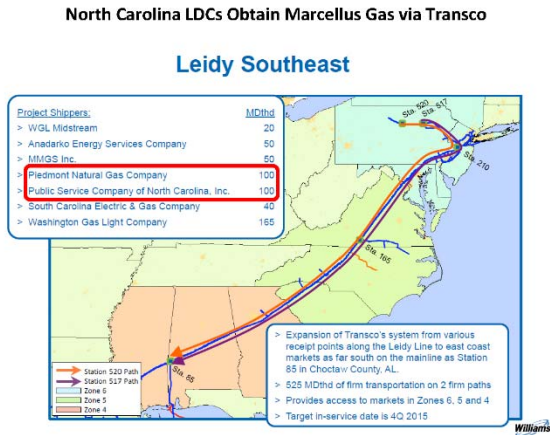 North Carolina LDCs Obtain Marcellus Gas via Transco
Leidy Southeast
Project Shippers: MDthd
> WGL Midstream 20
> Anadarko Energy Services Company 50
> MMGS Inc. 50
> Piedmont Natural Gas Company 100
> Public Service Company of North Carolina, Inc. 100
> South Carolina Electric & Gas Company 40
> Washington Gas Light Company 165
Sta. 520
Sta. 517
Sta. 210
Sta. 165
Sta. 85
> Expansion of Transco's system from various
receipt points along the Leidy Line to east coast
markets as far south on the mainline as Station
85 in Choctaw County, AL.
> 525 MDthd of firm transportation on 2 firm paths
> Provides access to markets in Zones 6, 5 and 4
> Target in-service date is 4Q 2015
Station 520 Path
Station 517 Path
Zone 6
Zone 5
Zone 4
Williams